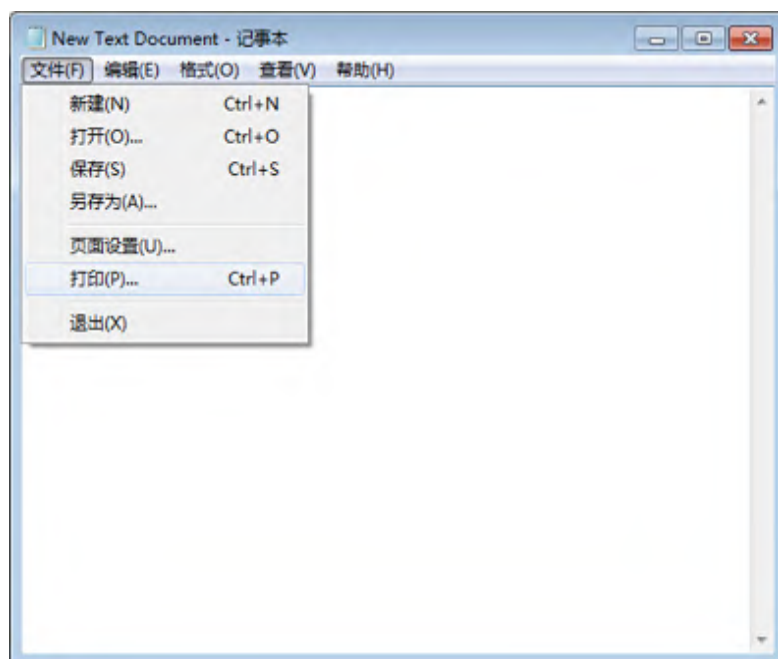 New Text Document - 记事本
文件(F) 编辑(E) 格式(O) 查看(V) 帮助(H)
新建(N) Ctrl+N
打开(O)... Ctrl+O
保存(S) Ctrl+S
另存为(A)...
页面设置(U)...
打印(P)... Ctrl+P
退出(X)